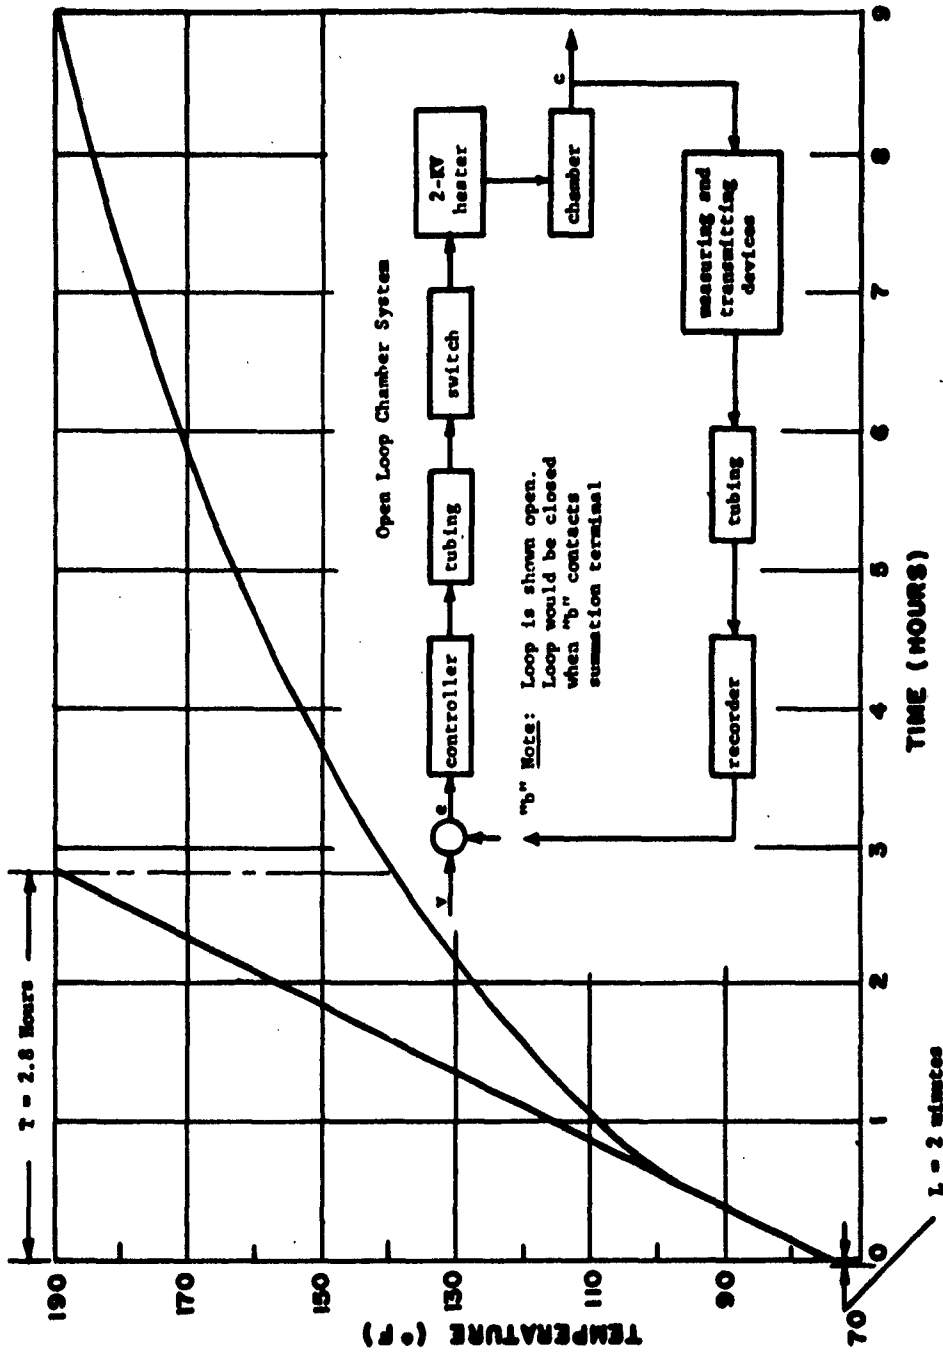 T = 2.8 Hours
190
170
150
130
110
90
70
TEMPERATURE (°F)
0
1
2
3
4
5
6
7
8
9
TIME (HOURS)
L = 2 minutes
Open Loop Chamber System
v
e
controller
tubing
switch
2-KV
heater
chamber
c
measuring and
transmitting
devices
tubing
recorder
"b" Note: Loop is shown open.
Loop would be closed
when "b" contacts
summation terminal